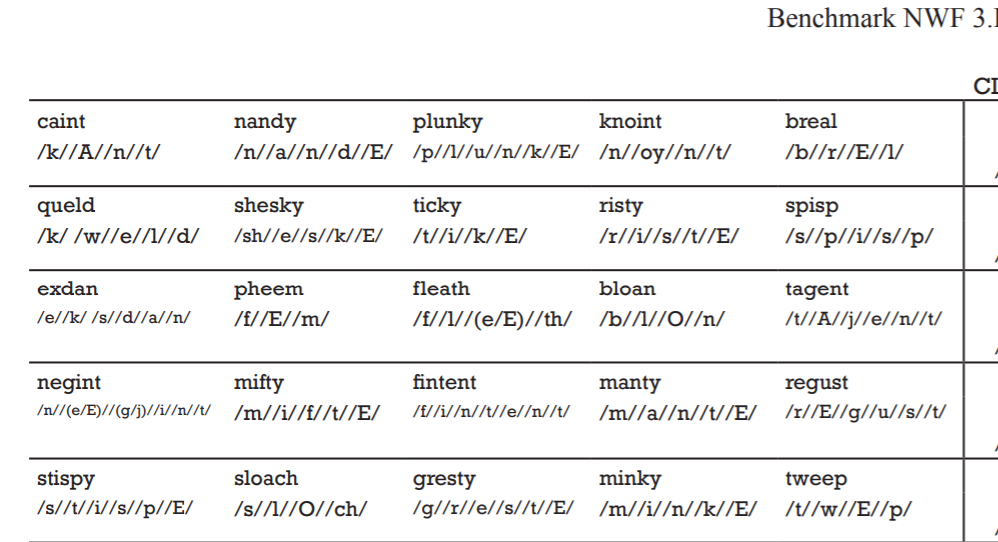 Benchmark NWF 3.
CI
caint nandy plunky knoint breal
/k//A//n//t/ /n//a//n//d//E/ /p//l//u//n//k//E/ /n//oy//n//t/ /b//r//E//l/
queld shesky ticky risty spisp
/k/ /w//e//l//d/ /sh//e//s//k//E/ /t//i//k//E/ /r//i//s//t//E/ /s//p//i//s//p/
exdan pheem fleath bloan tagent
/e//k/ /s//d//a//n/ /f//E//m/ /f//l//(e/E)//th/ /b//l//O//n/ /t//A//j//e//n//t/
negint mifty fintent manty regust
/n//(e/E)//(g/j)//i//n//t/ /m//i//f//t//E/ /f//i//n//t//e//n//t/ /m//a//n//t//E/ /r//E//g//u//s//t/
stispy sloach gresty minky tweep
/s//t//i//s//p//E/ /s//l//O//ch/ /g//r//e//s//t//E/ /m//i//n//k//E/ /t//w//E//p/